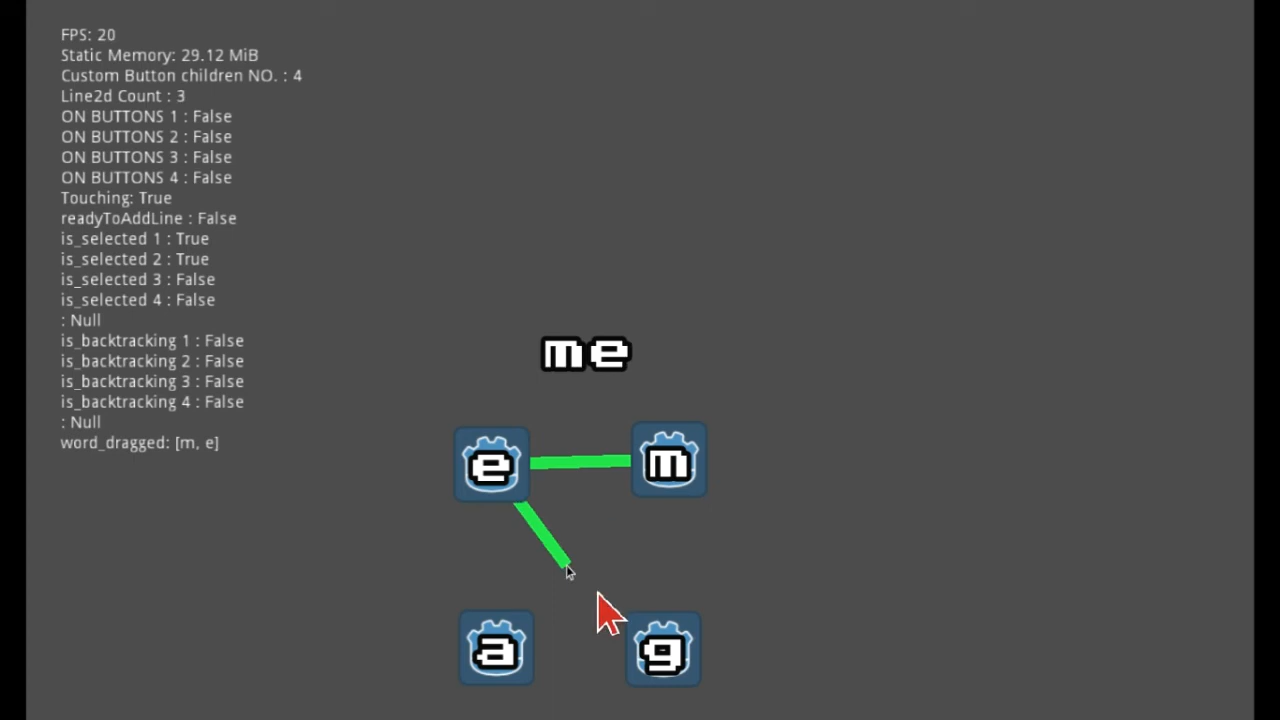 FPS: 20
Static Memory: 29.12 MiB
Custom Button children NO. : 4
Line2d Count : 3
ON BUTTONS 1 : False
ON BUTTONS 2 : False
ON BUTTONS 3 : False
ON BUTTONS 4 : False
Touching: True
readyToAddLine : False
is_selected 1 : True
is_selected 2 : True
is_selected 3 : False
is_selected 4 : False
: Null
is_backtracking 1 : False
is_backtracking 2 : False
is_backtracking 3 : False
is_backtracking 4 : False
: Null
word_dragged: [m, e]
me
e m
a g